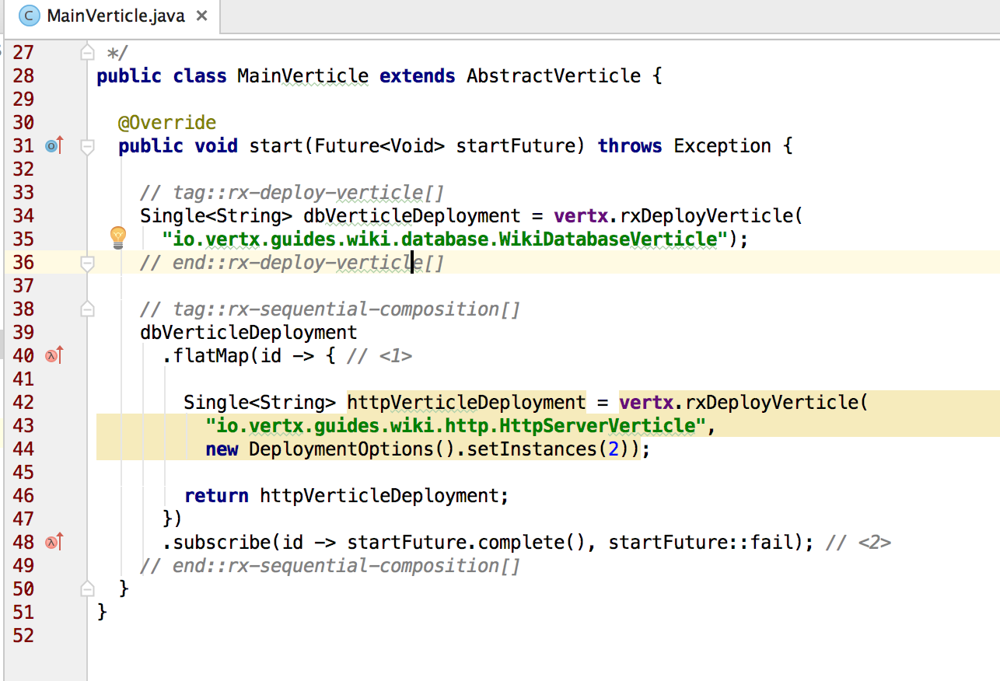 MainVerticle.java
27 */
28 public class MainVerticle extends AbstractVerticle {
29
30 @Override
31 public void start(Future<Void> startFuture) throws Exception {
32
33 // tag::rx-deploy-verticle[]
34 Single<String> dbVerticleDeployment = vertx.rxDeployVerticle(
35 "io.vertx.guides.wiki.database.WikiDatabaseVerticle");
36 // end::rx-deploy-verticle[]
37
38 // tag::rx-sequential-composition[]
39 dbVerticleDeployment
40 .flatMap(id -> { // <1>
41
42 Single<String> httpVerticleDeployment = vertx.rxDeployVerticle(
43 "io.vertx.guides.wiki.http.HttpServerVerticle",
44 new DeploymentOptions().setInstances(2));
45
46 return httpVerticleDeployment;
47 })
48 .subscribe(id -> startFuture.complete(), startFuture::fail); // <2>
49 // end::rx-sequential-composition[]
50 }
51 }
52